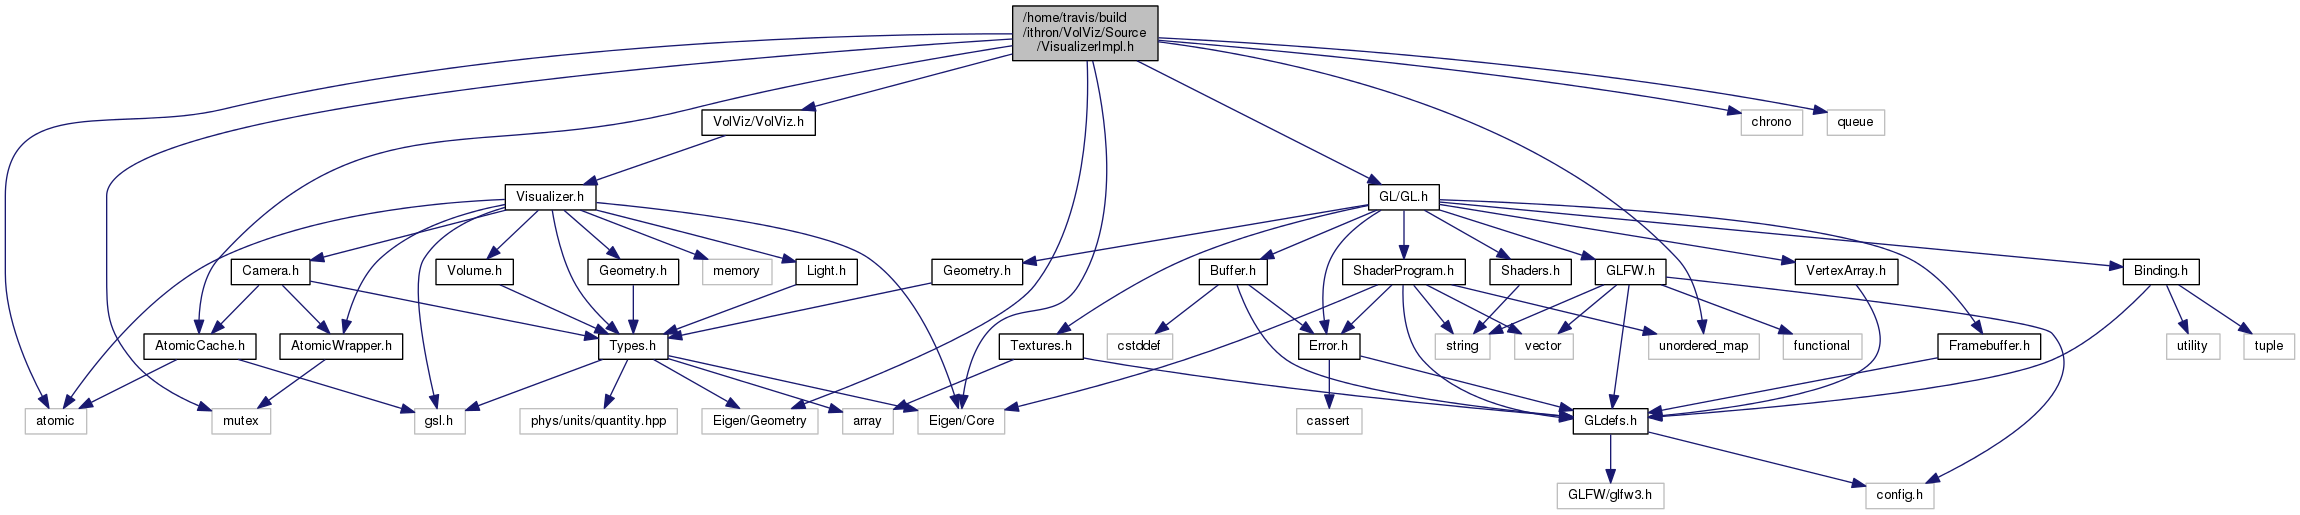 /home/travis/build
/ithron/VolViz/Source
/VisualizerImpl.h
VolViz/VolViz.h
chrono
queue
Visualizer.h
GL/GL.h
Camera.h
Volume.h
Geometry.h
memory
Light.h
Geometry.h
Buffer.h
ShaderProgram.h
Shaders.h
GLFW.h
VertexArray.h
Binding.h
AtomicCache.h
AtomicWrapper.h
Types.h
Textures.h
cstddef
Error.h
string
vector
unordered_map
functional
Framebuffer.h
utility
tuple
atomic
mutex
gsl.h
phys/units/quantity.hpp
Eigen/Geometry
array
Eigen/Core
cassert
GLdefs.h
GLFW/glfw3.h
config.h